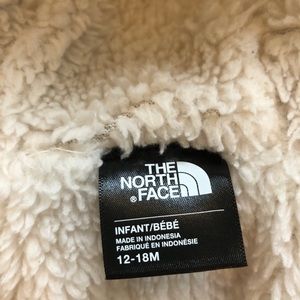 THE
NORTH
®FACE
INFANT/BÉBÉ
MADE IN INDONESIA
FABRIQUÉ EN INDONÉSIE
12-18M